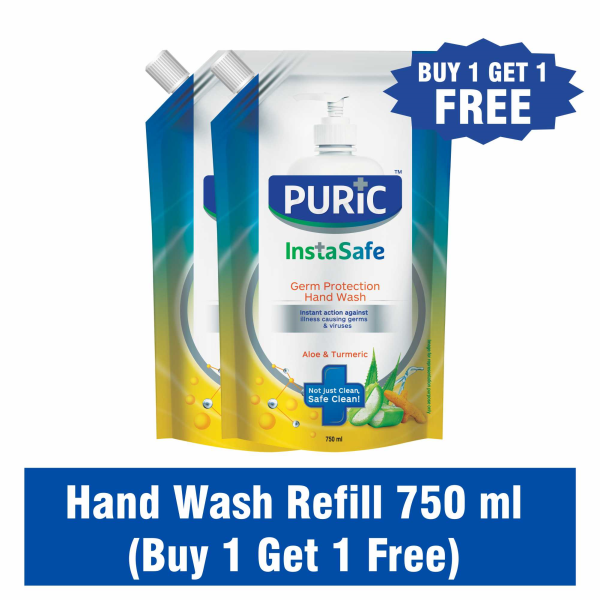 BUY 1 GET 1
FREE
PURIC
™
InstaSafe
Germ Protection
Hand Wash
instant action against
illness causing germs
& viruses
Aloe & Turmeric
Not just Clean,
Safe Clean!
750 ml
Hand Wash Refill 750 ml
(Buy 1 Get 1 Free)